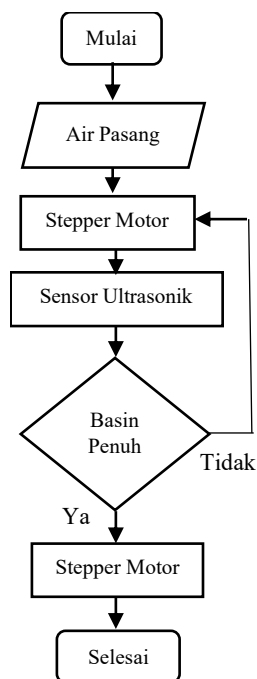 Mulai
Air Pasang
Stepper Motor
Sensor Ultrasonik
Basin
Penuh
Tidak
Ya
Stepper Motor
Selesai